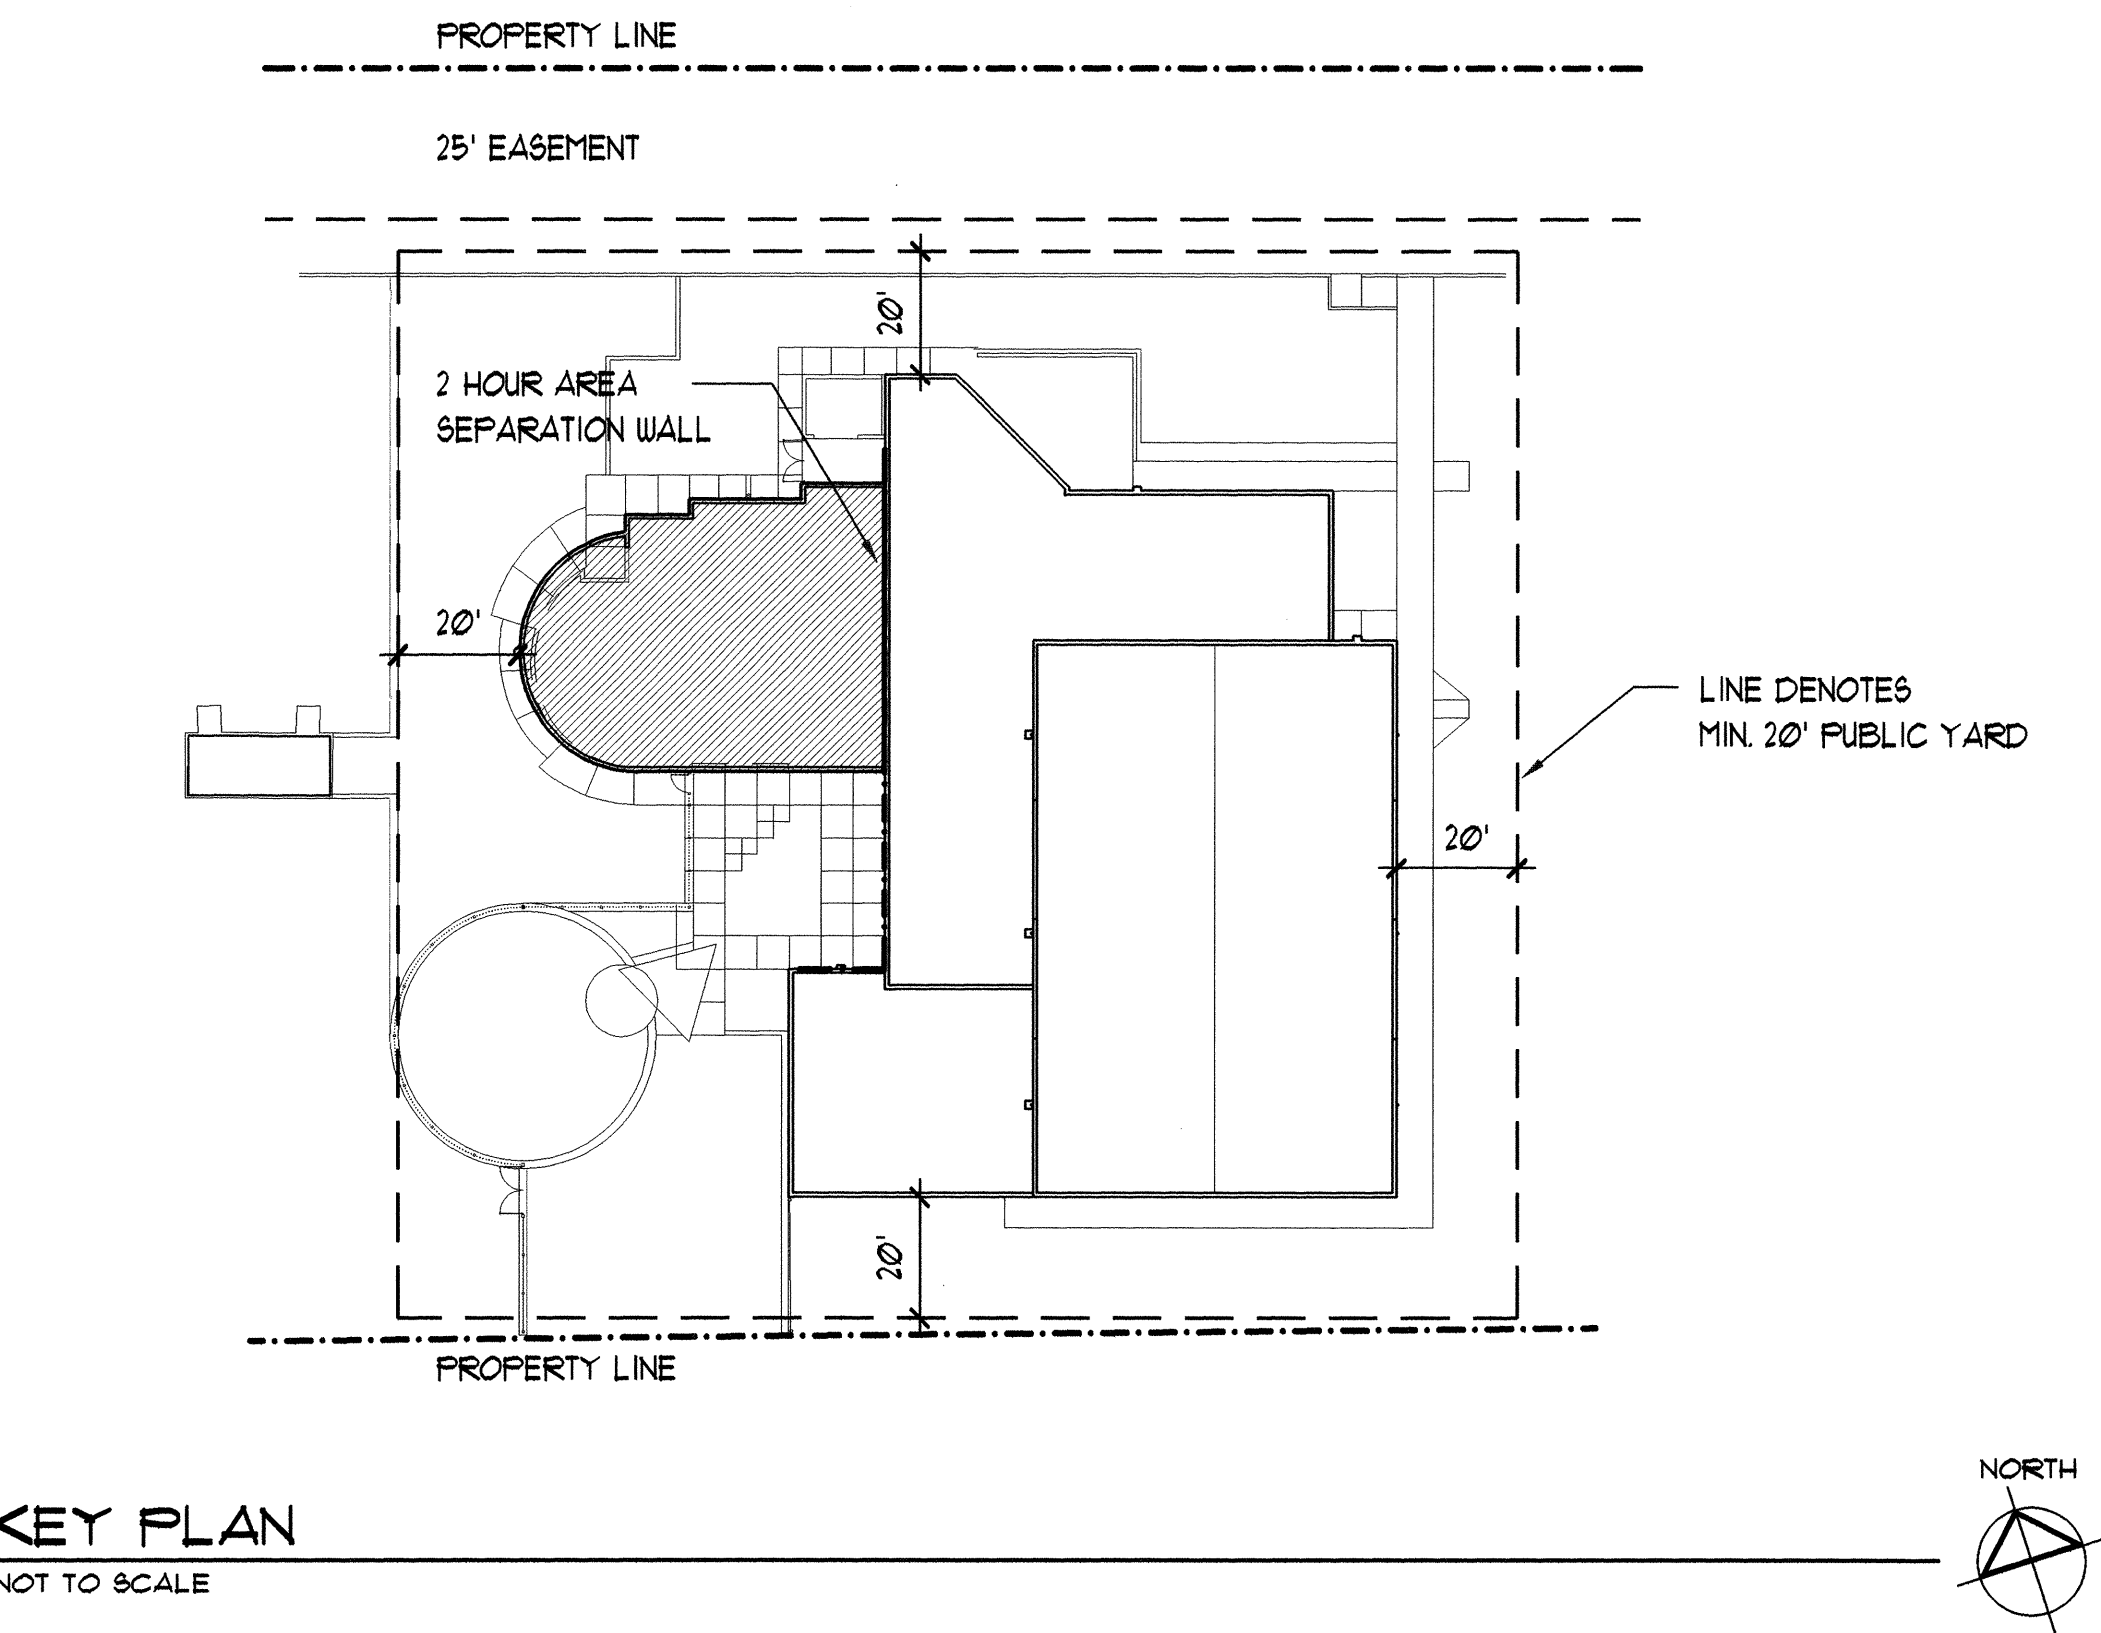 PROPERTY LINE
25' EASEMENT
20'
2 HOUR AREA
SEPARATION WALL
20'
LINE DENOTES
MIN. 20' PUBLIC YARD
20'
20'
PROPERTY LINE
NORTH
KEY PLAN
NOT TO SCALE